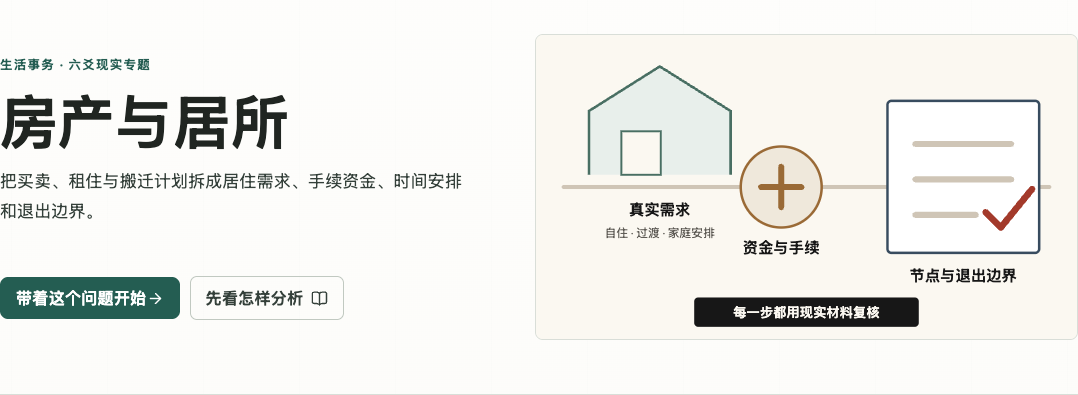 生活事务 · 六爻现实专题
房产与居所
把买卖、租住与搬迁计划拆成居住需求、手续资金、时间安排
和退出边界。
带着这个问题开始→
先看怎样分析
真实需求
自住 · 过渡 · 家庭安排
资金与手续
节点与退出边界
每一步都用现实材料复核